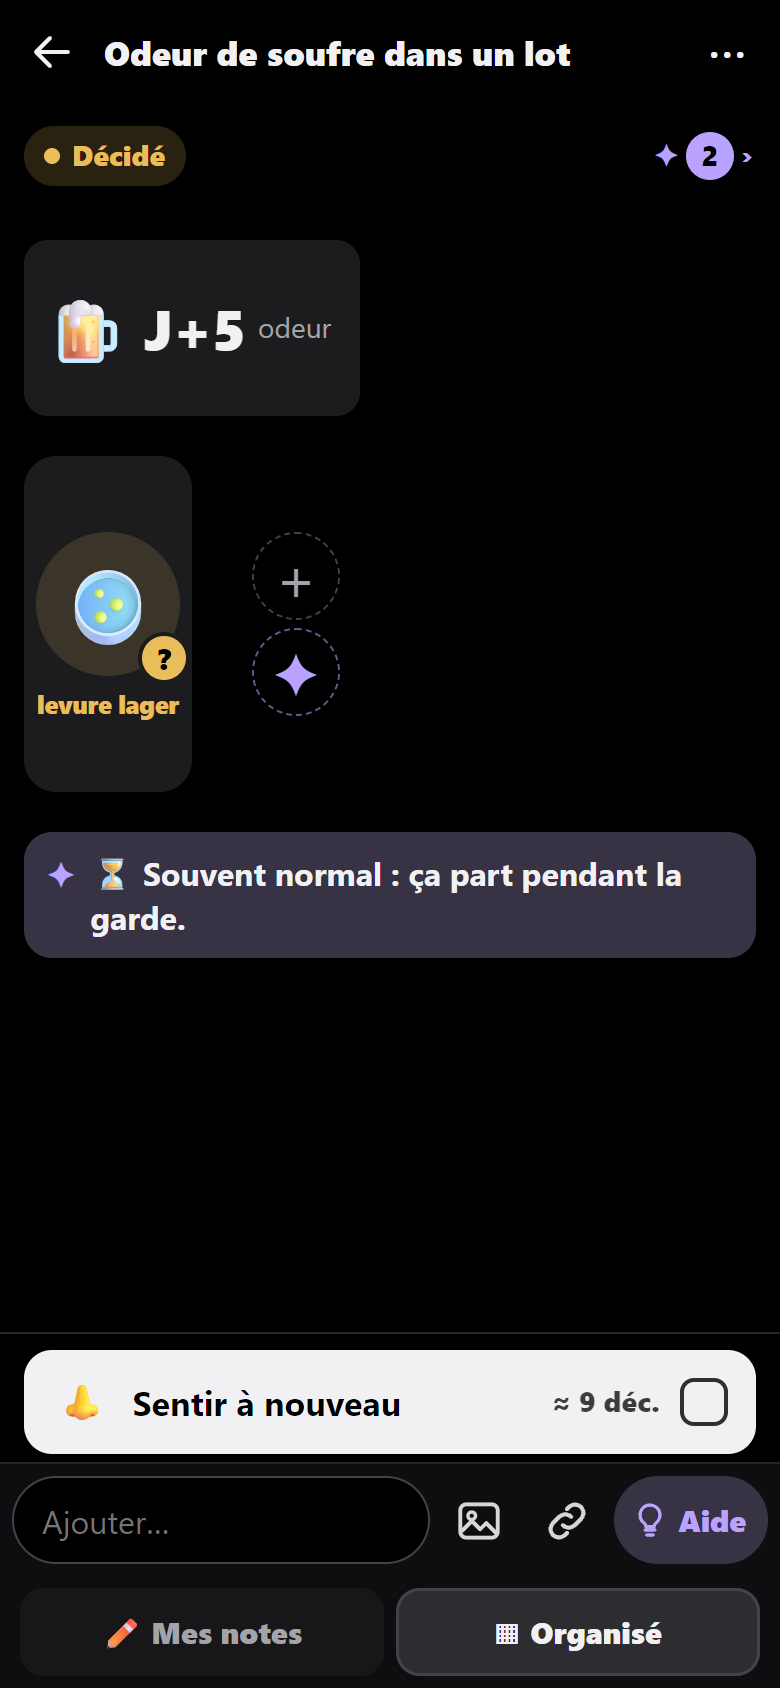 Odeur de soufre dans un lot
Décidé
2
J+5 odeur
?
levure lager
Souvent normal : ça part pendant la
garde.
Sentir à nouveau
≈ 9 déc.
Ajouter...
Aide
Mes notes
Organisé